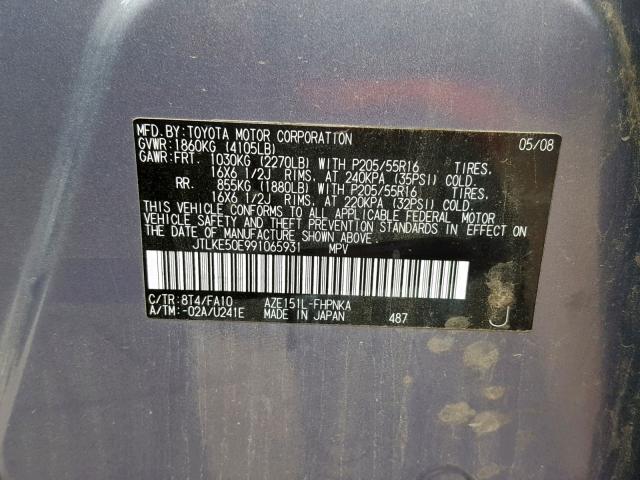 MFD.BY:TOYOTA MOTOR CORPORATION 05/08
GVWR:1860KG (4105LB)
GAWR:FRT. 1030KG (2270LB) WITH P205/55R16 TIRES.
16X6 1/2J RIMS. AT 240KPA (35PSI) COLD.
RR. 855KG (1880LB) WITH P205/55R16 TIRES.
16X6 1/2J RIMS. AT 220KPA (32PSI) COLD.
THIS VEHICLE CONFORMS TO ALL APPLICABLE FEDERAL MOTOR
VEHICLE SAFETY AND THEFT PREVENTION STANDARDS IN EFFECT ON
THE DATE OF MANUFACTURE SHOWN ABOVE.
JTLKE50E991065931 MPV
C/TR:8T4/FA10 AZE151L-FHPNKA
A/TM:-02A/U241E MADE IN JAPAN 487 J